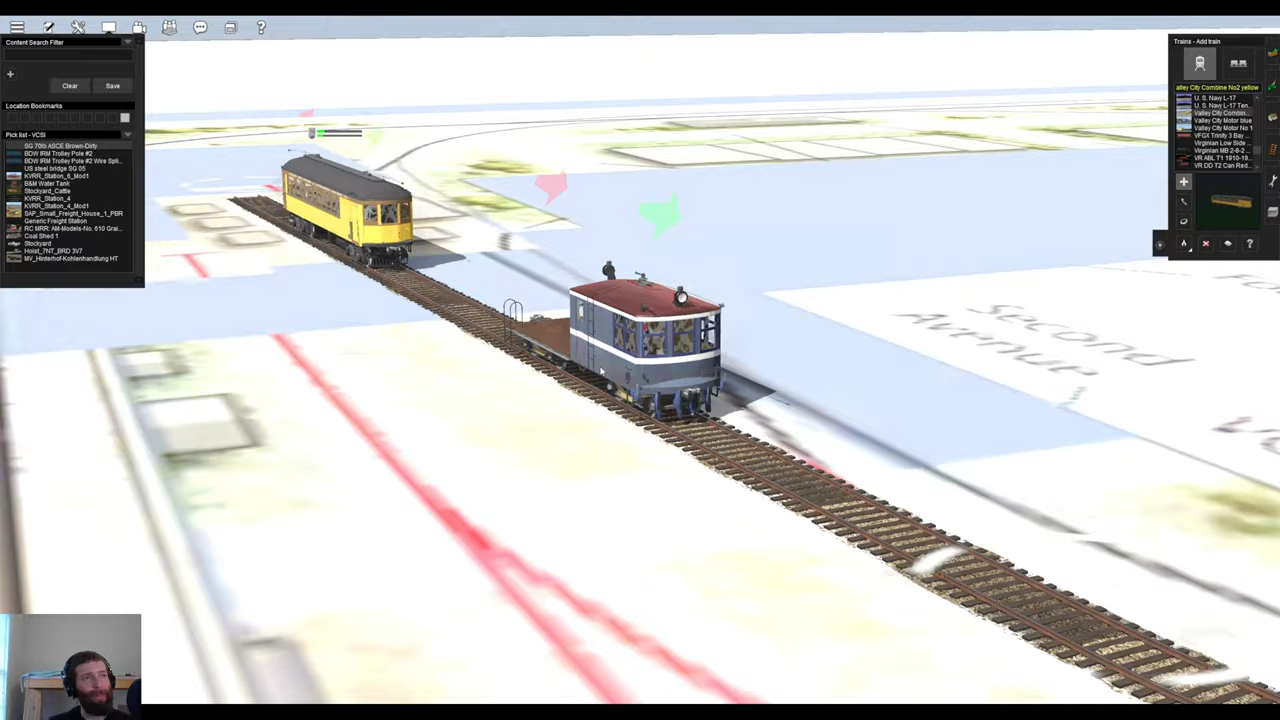 Content Search Filter
Clear
Save
Location Bookmarks
Pick list - VCSI
SG 70th ASCE Brown-Dirty
BDW IRM Trolley Pole #2
BDW IRM Trolley Pole #2 Wire Spli...
US steel bridge SG 05
KVRR_Station_6_Mod1
B&M Water Tank
Stockyard_Cattle
KVRR_Station_4
KVRR_Station_4_Mod1
SAP_Small_Freight_House_1_PBR
Generic Freight Station
RC MRR: AM-Models-No. 610 Grai...
Coal Shed 1
Stockyard
Hoist_7NT_BRD 3V7
MV_Hinterhof-Kohlenhandlung HT
Trains - Add train
alley City Combine No2 yellow
U. S. Navy L-17
U. S. Navy L-17 Ten...
Valley City Combin...
Valley City Motor blue
Valley City Motor No 1
VFGX Trinity 3 Bay ...
Virginian Low Side ...
Virginian MB 2-8-2 ...
VR ABL T1 1910-19...
VR DD T2 Can Red...
Second
Avenue